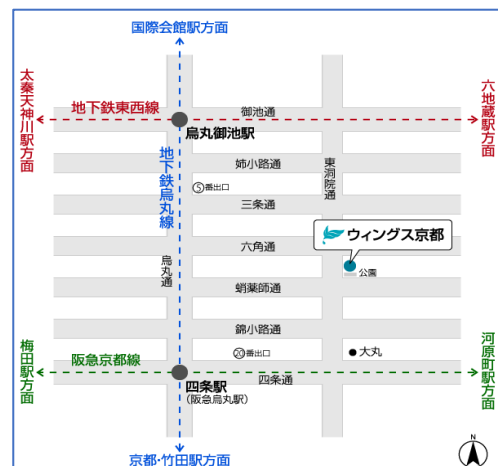 国際会館駅方面
太秦天神川駅方面
地下鉄東西線
御池通
六地蔵駅方面
烏丸御池駅
地下鉄烏丸線
姉小路通
東洞院通
⑤番出口
三条通
六角通
ウィングス京都
烏丸通
公園
蛸薬師通
錦小路通
梅田駅方面
阪急京都線
⑳番出口
大丸
河原町駅方面
四条駅
四条通
(阪急烏丸駅)
京都・竹田駅方面
N